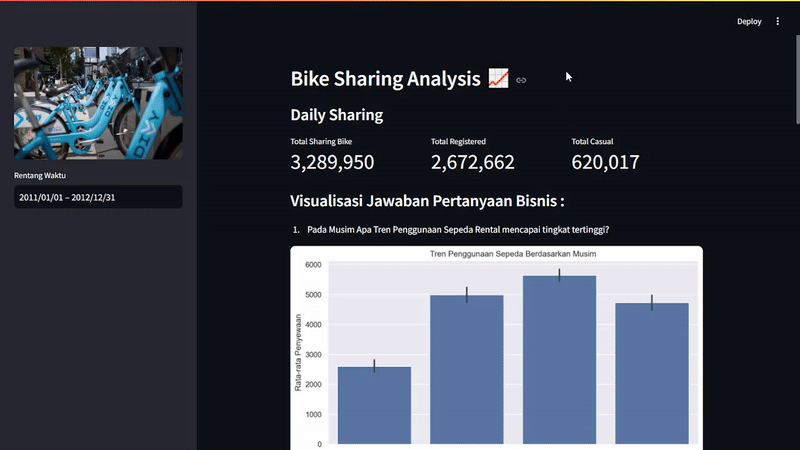 Deploy
DIVVY
DIVVY
Rentang Waktu
2011/01/01 – 2012/12/31
Bike Sharing Analysis
Daily Sharing
Total Sharing Bike
Total Registered
Total Casual
3,289,950
2,672,662
620,017
Visualisasi Jawaban Pertanyaan Bisnis :
1. Pada Musim Apa Tren Penggunaan Sepeda Rental mencapai tingkat tertinggi?
Tren Penggunaan Sepeda Berdasarkan Musim
Rata-rata Penyewaan
6000
5000
4000
3000
2000
1000
0